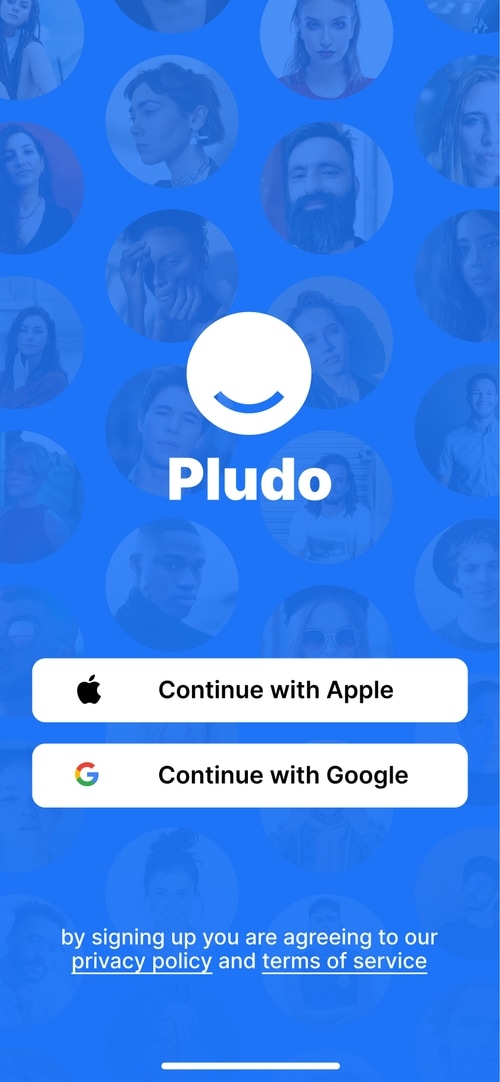 Pludo
Continue with Apple
Continue with Google
by signing up you are agreeing to our
privacy policy and terms of service